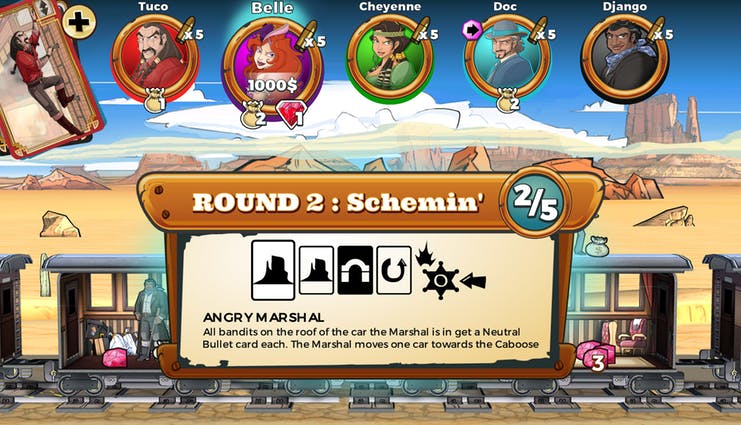 Tuco
Belle
Cheyenne
Doc
Django
x5
x5
x5
x5
x5
1000$
1
2
1
2
ROUND 2 : Schemin'
2/5
ANGRY MARSHAL
All bandits on the roof of the car the Marshal is in get a Neutral
Bullet card each. The Marshal moves one car towards the Caboose
3